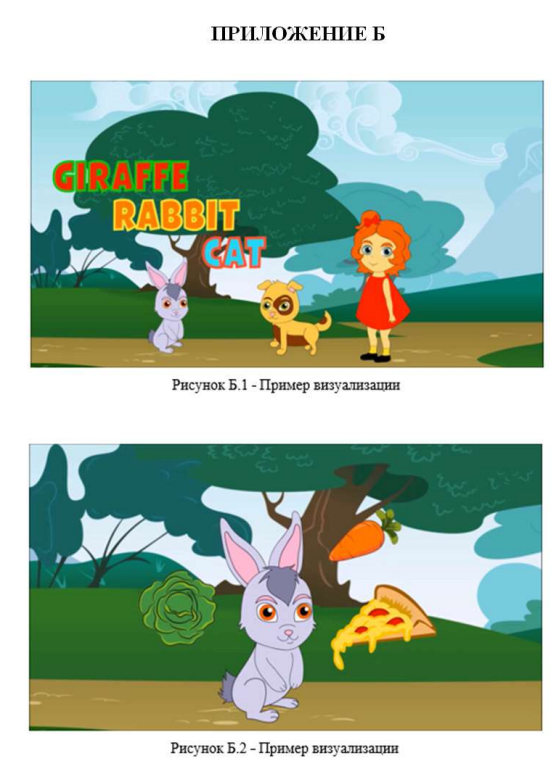 ПРИЛОЖЕНИЕ Б
GIRAFFE
RABBIT
CAT
Рисунок Б.1 - Пример визуализации
Рисунок Б.2 - Пример визуализации